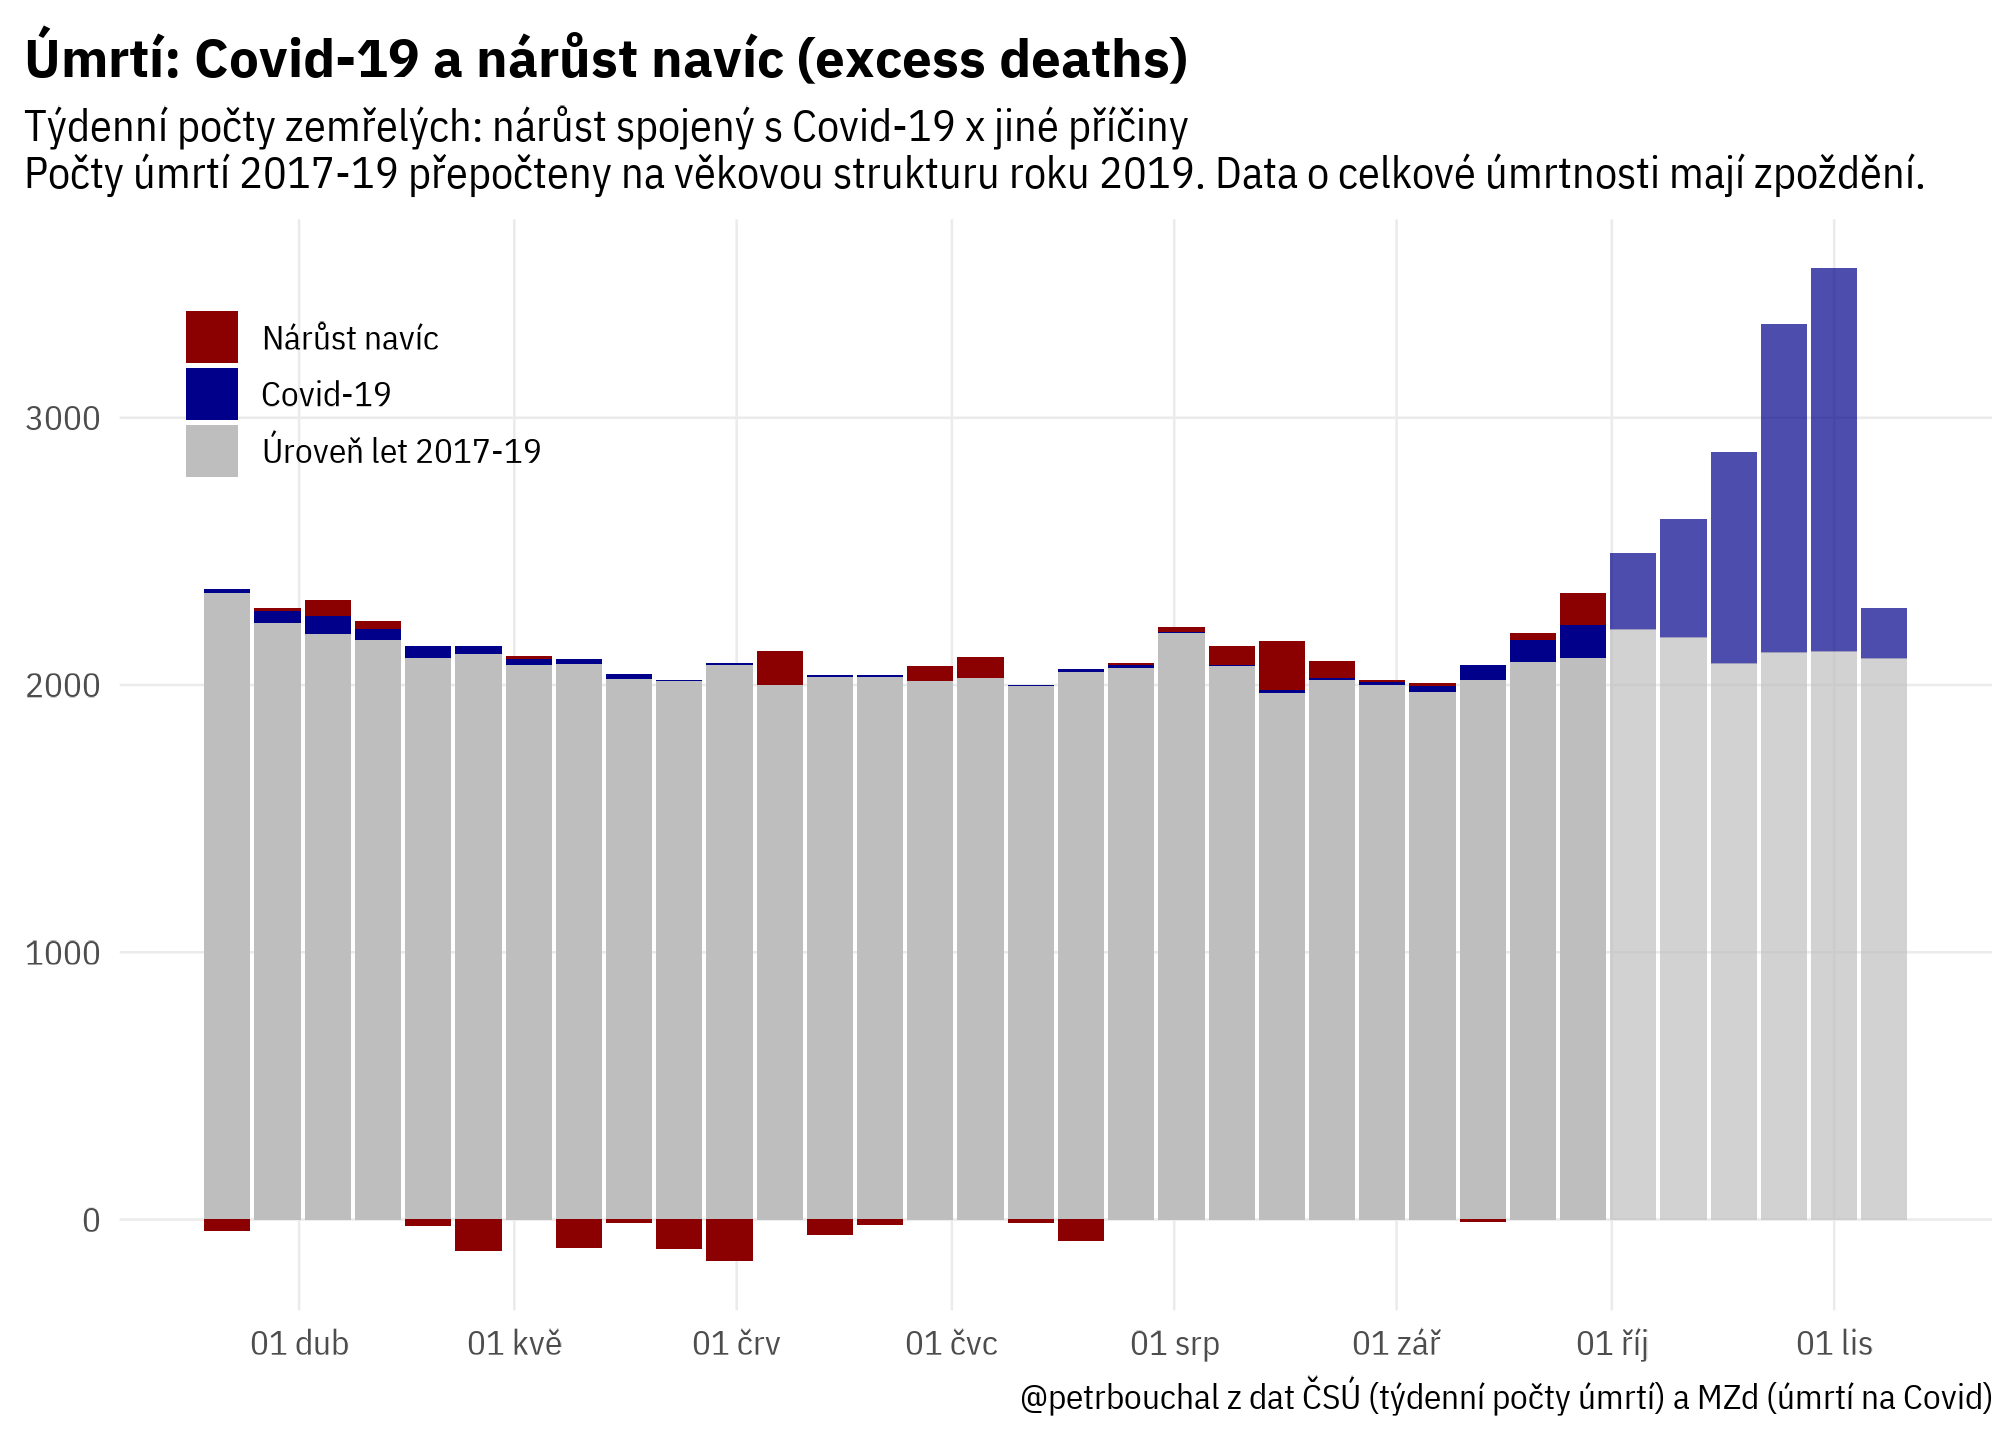 Úmrtí: Covid-19 a nárůst navíc (excess deaths)
Týdenní počty zemřelých: nárůst spojený s Covid-19 x jiné příčiny
Počty úmrtí 2017-19 přepočteny na věkovou strukturu roku 2019. Data o celkové úmrtnosti mají zpoždění.
Nárůst navíc
Covid-19
Úroveň let 2017-19
3000
2000
1000
0
01 dub 01 kvě 01 črv 01 čvc 01 srp 01 zář 01 říj 01 lis
@petrbouchal z dat ČSÚ (týdenní počty úmrtí) a MZd (úmrtí na Covid)